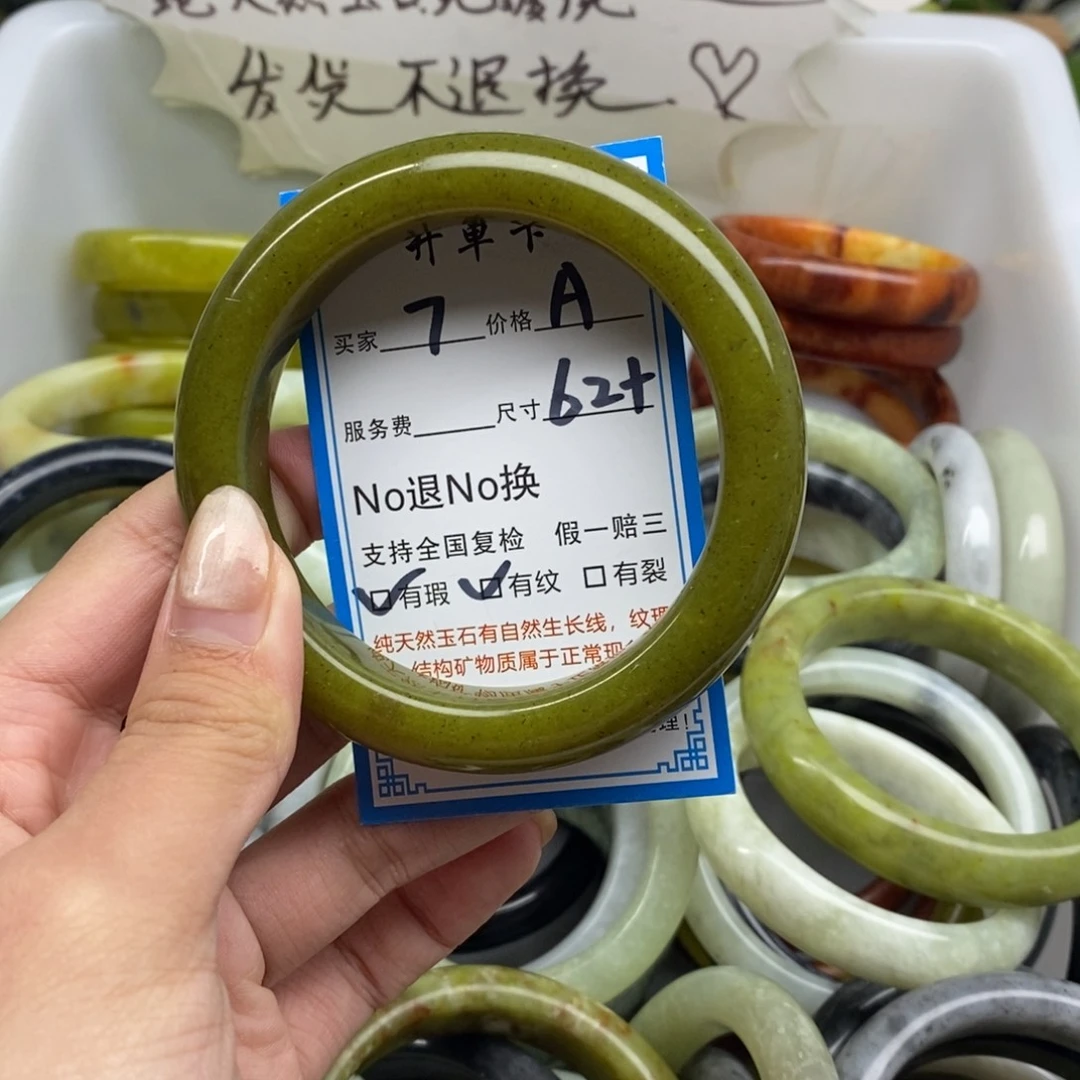 发货不退换
开单卡
买家 7 价格 A
服务费 尺寸 62+
No退No换
支持全国复检 假一赔三
有瑕 有纹 有裂
纯天然玉石有自然生长线，纹理
结构矿物质属于正常现
理！